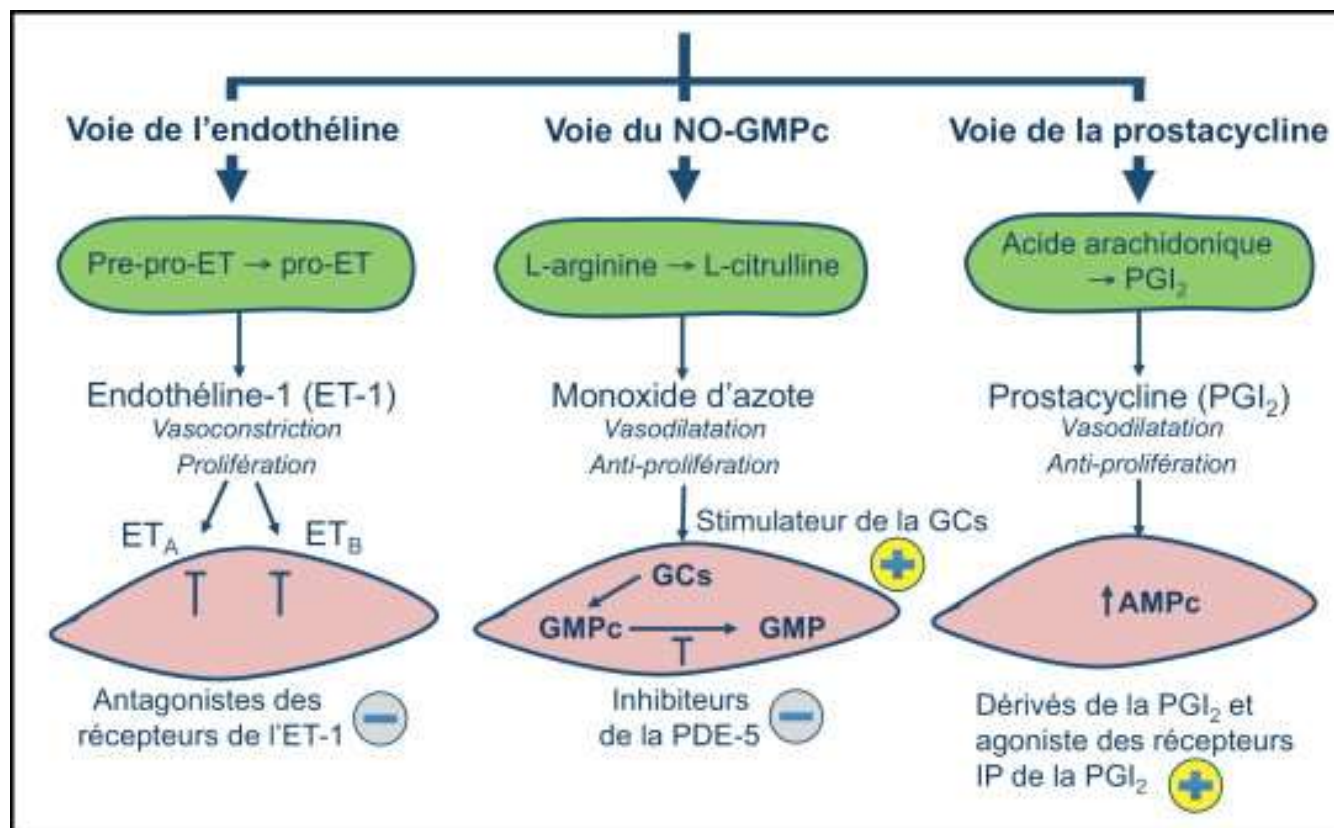 Voie de l'endothéline
Pre-pro-ET → pro-ET
Endothéline-1 (ET-1)
Vasoconstriction
Prolifération
ET_A
ET_B
Antagonistes des
récepteurs de l'ET-1
Voie du NO-GMPc
L-arginine → L-citrulline
Monoxide d'azote
Vasodilatation
Anti-prolifération
Stimulateur de la GCs
GCs
GMPc
GMP
Inhibiteurs
de la PDE-5
Voie de la prostacycline
Acide arachidonique
→ PGI₂
Prostacycline (PGI₂)
Vasodilatation
Anti-prolifération
↑AMPc
Dérivés de la PGI₂ et
agoniste des récepteurs
IP de la PGI₂